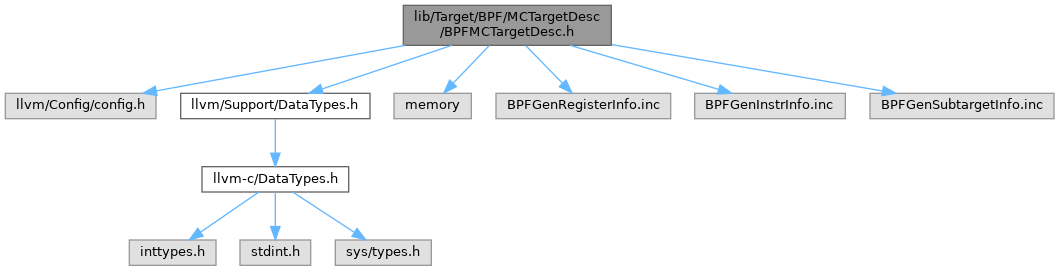 lib/Target/BPF/MCTargetDesc
/BPFMCTargetDesc.h
llvm/Config/config.h
llvm/Support/DataTypes.h
memory
BPFGenRegisterInfo.inc
BPFGenInstrInfo.inc
BPFGenSubtargetInfo.inc
llvm-c/DataTypes.h
inttypes.h
stdint.h
sys/types.h